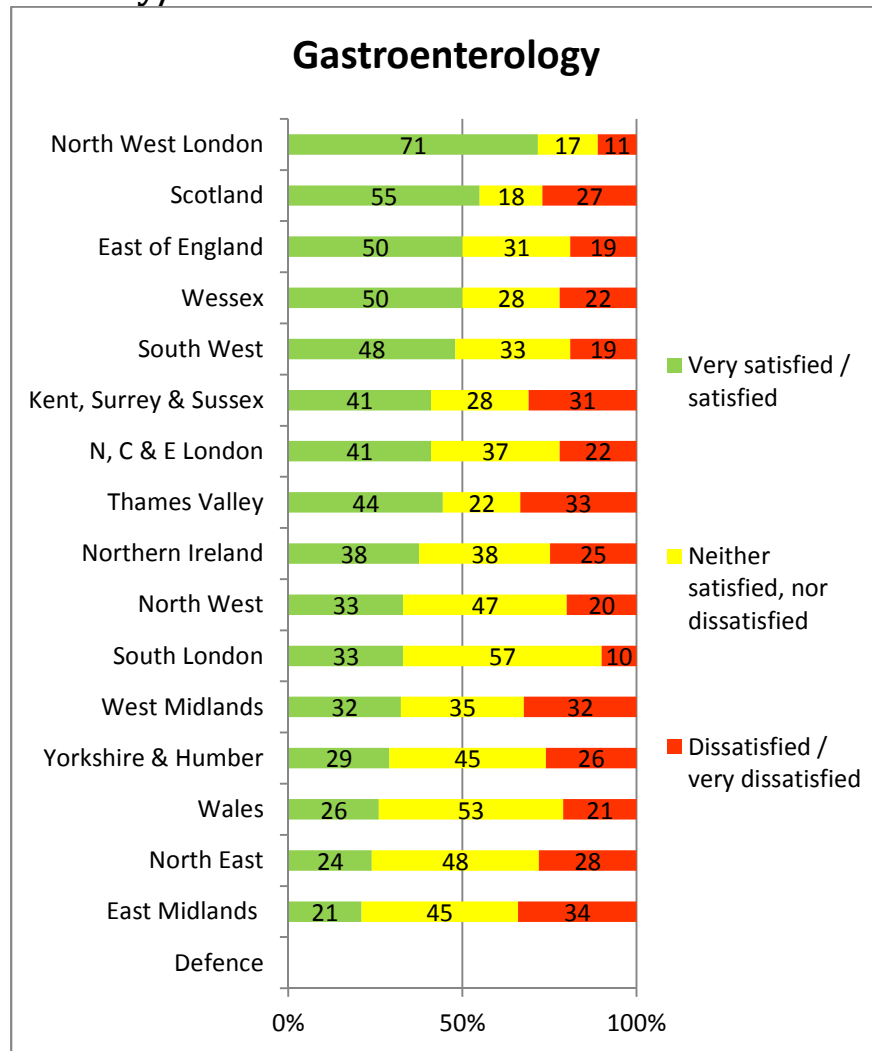 Gastroenterology
North West London 71 17 11
Scotland 55 18 27
East of England 50 31 19
Wessex 50 28 22
South West 48 33 19
Kent, Surrey & Sussex 41 28 31
N, C & E London 41 37 22
Thames Valley 44 22 33
Northern Ireland 38 38 25
North West 33 47 20
South London 33 57 10
West Midlands 32 35 32
Yorkshire & Humber 29 45 26
Wales 26 53 21
North East 24 48 28
East Midlands 21 45 34
Defence
0% 50% 100%
Very satisfied /
satisfied
Neither
satisfied, nor
dissatisfied
Dissatisfied /
very dissatisfied